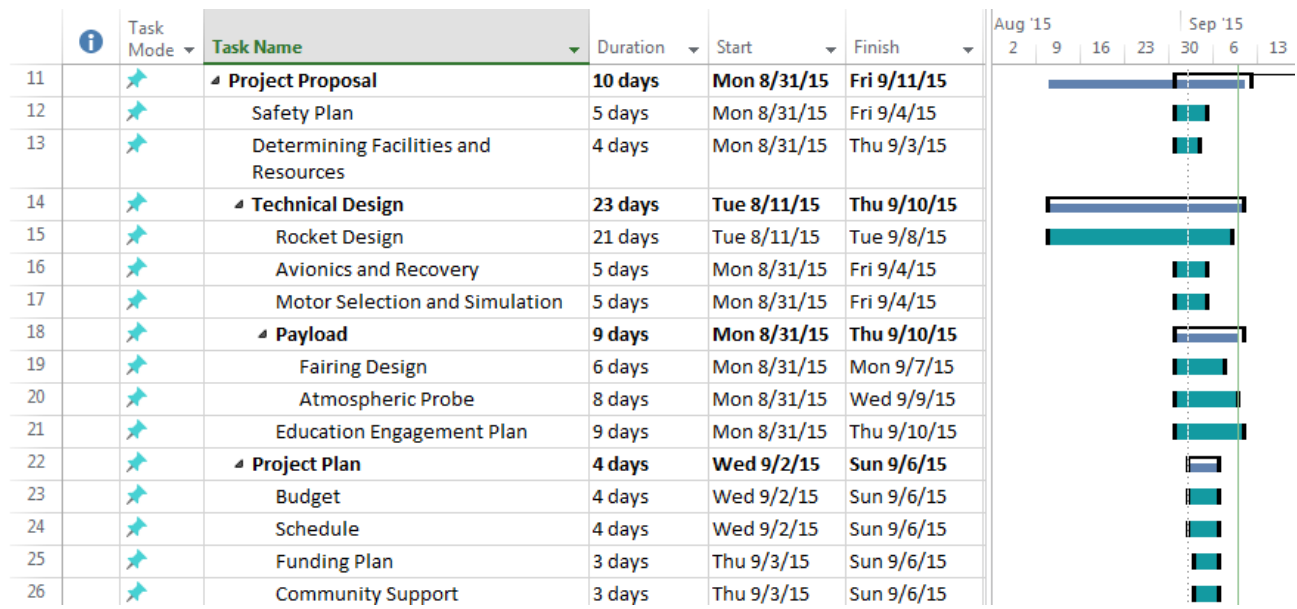 Aug '15 Sep '15
Task Mode Task Name Duration Start Finish 2 9 16 23 30 6 13
11 Project Proposal 10 days Mon 8/31/15 Fri 9/11/15
12 Safety Plan 5 days Mon 8/31/15 Fri 9/4/15
13 Determining Facilities and 4 days Mon 8/31/15 Thu 9/3/15
Resources
14 Technical Design 23 days Tue 8/11/15 Thu 9/10/15
15 Rocket Design 21 days Tue 8/11/15 Tue 9/8/15
16 Avionics and Recovery 5 days Mon 8/31/15 Fri 9/4/15
17 Motor Selection and Simulation 5 days Mon 8/31/15 Fri 9/4/15
18 Payload 9 days Mon 8/31/15 Thu 9/10/15
19 Fairing Design 6 days Mon 8/31/15 Mon 9/7/15
20 Atmospheric Probe 8 days Mon 8/31/15 Wed 9/9/15
21 Education Engagement Plan 9 days Mon 8/31/15 Thu 9/10/15
22 Project Plan 4 days Wed 9/2/15 Sun 9/6/15
23 Budget 4 days Wed 9/2/15 Sun 9/6/15
24 Schedule 4 days Wed 9/2/15 Sun 9/6/15
25 Funding Plan 3 days Thu 9/3/15 Sun 9/6/15
26 Community Support 3 days Thu 9/3/15 Sun 9/6/15